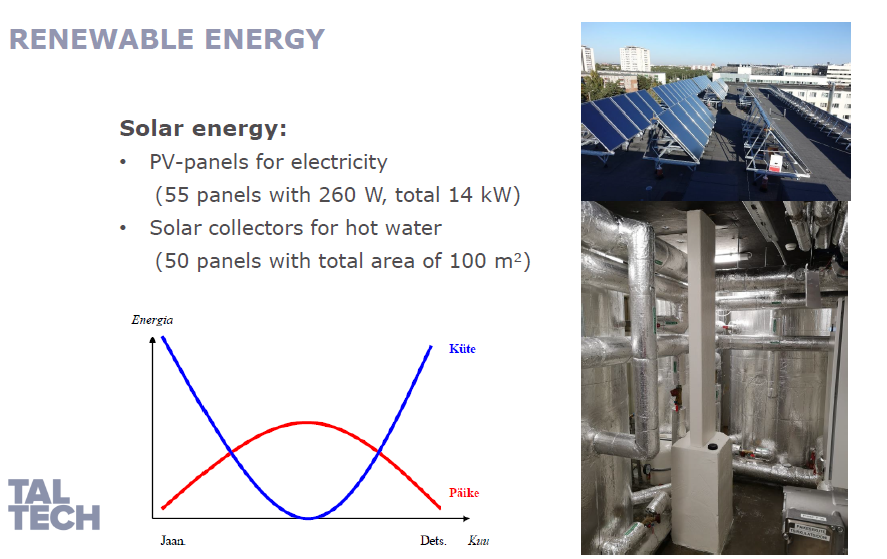 RENEWABLE ENERGY
Solar energy:
• PV-panels for electricity
(55 panels with 260 W, total 14 kW)
• Solar collectors for hot water
(50 panels with total area of 100 m²)
Energia
Küte
Päike
Jaan.
Dets.
Kuu
TAL
TECH